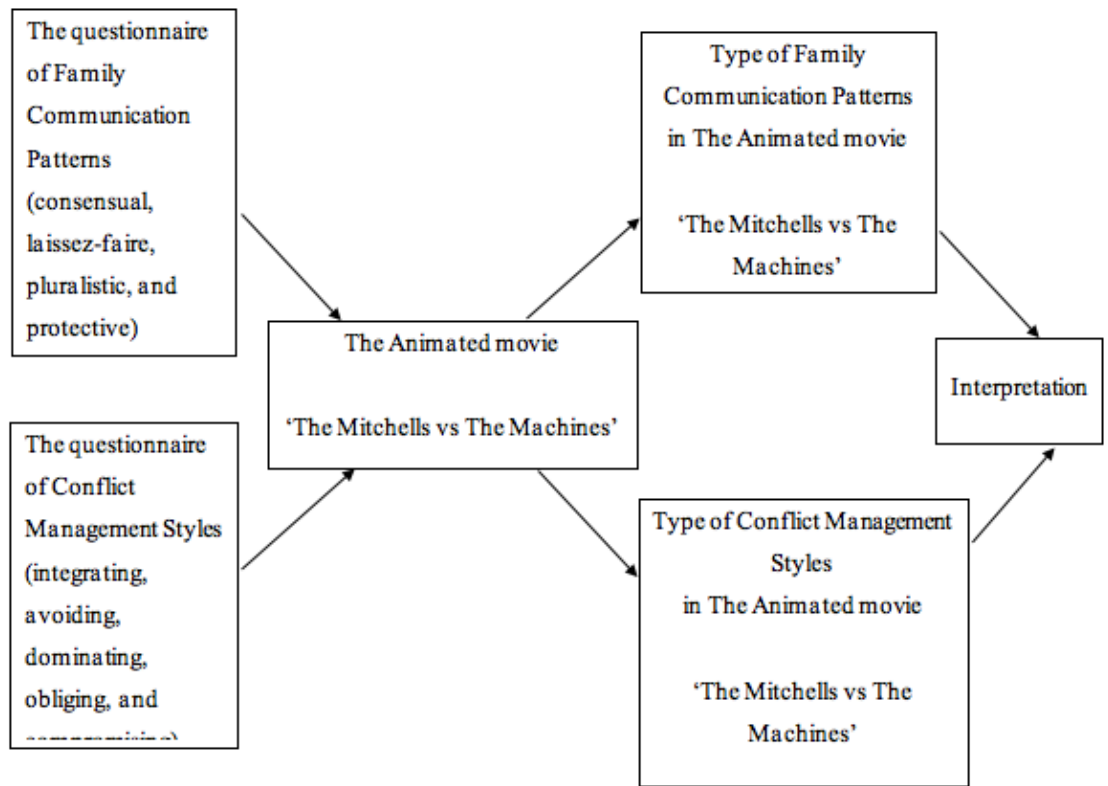 The questionnaire
of Family
Communication
Patterns
(consensual,
laissez-faire,
pluralistic, and
protective)
The questionnaire
of Conflict
Management Styles
(integrating,
avoiding,
dominating,
obliging, and
The Animated movie
‘The Mitchells vs The Machines’
Type of Family
Communication Patterns
in The Animated movie
‘The Mitchells vs The
Machines’
Type of Conflict Management
Styles
in The Animated movie
‘The Mitchells vs The
Machines’
Interpretation